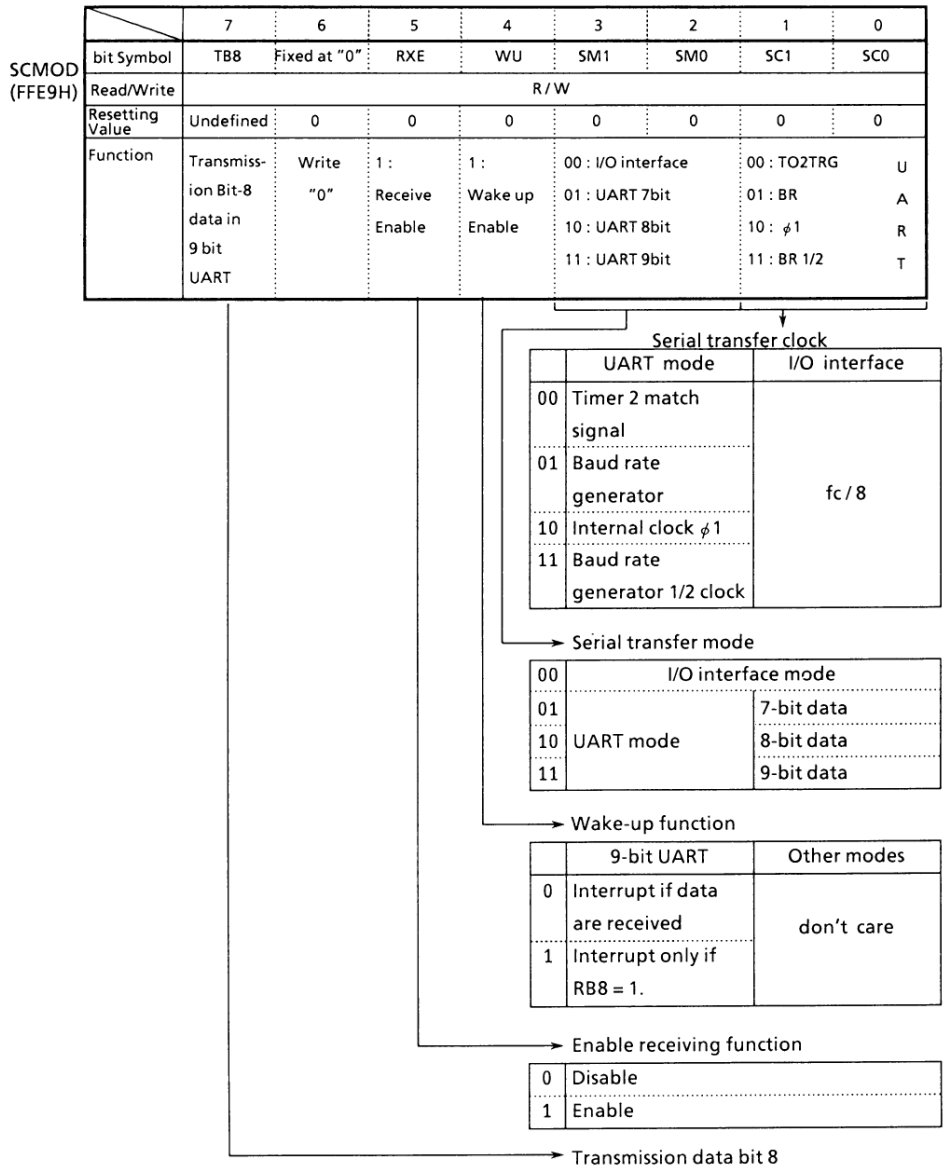 7 6 5 4 3 2 1 0
SCMOD
(FFE9H)
bit Symbol TB8 Fixed at "0" RXE WU SM1 SM0 SC1 SC0
Read/Write R / W
Resetting
Value Undefined 0 0 0 0 0 0 0
Function Transmiss- Write 1 : 1 : 00 : I/O interface 00 : TO2TRG U
ion Bit-8 "0" Receive Wake up 01 : UART 7bit 01 : BR A
data in Enable Enable 10 : UART 8bit 10 : ϕ1 R
9 bit 11 : UART 9bit 11 : BR 1/2 T
UART
Serial transfer clock
UART mode I/O interface
00 Timer 2 match
signal
01 Baud rate
generator fc / 8
10 Internal clock ϕ1
11 Baud rate
generator 1/2 clock
Serial transfer mode
00 I/O interface mode
01 7-bit data
10 UART mode 8-bit data
11 9-bit data
Wake-up function
9-bit UART Other modes
0 Interrupt if data
are received don't care
1 Interrupt only if
RB8 = 1.
Enable receiving function
0 Disable
1 Enable
Transmission data bit 8